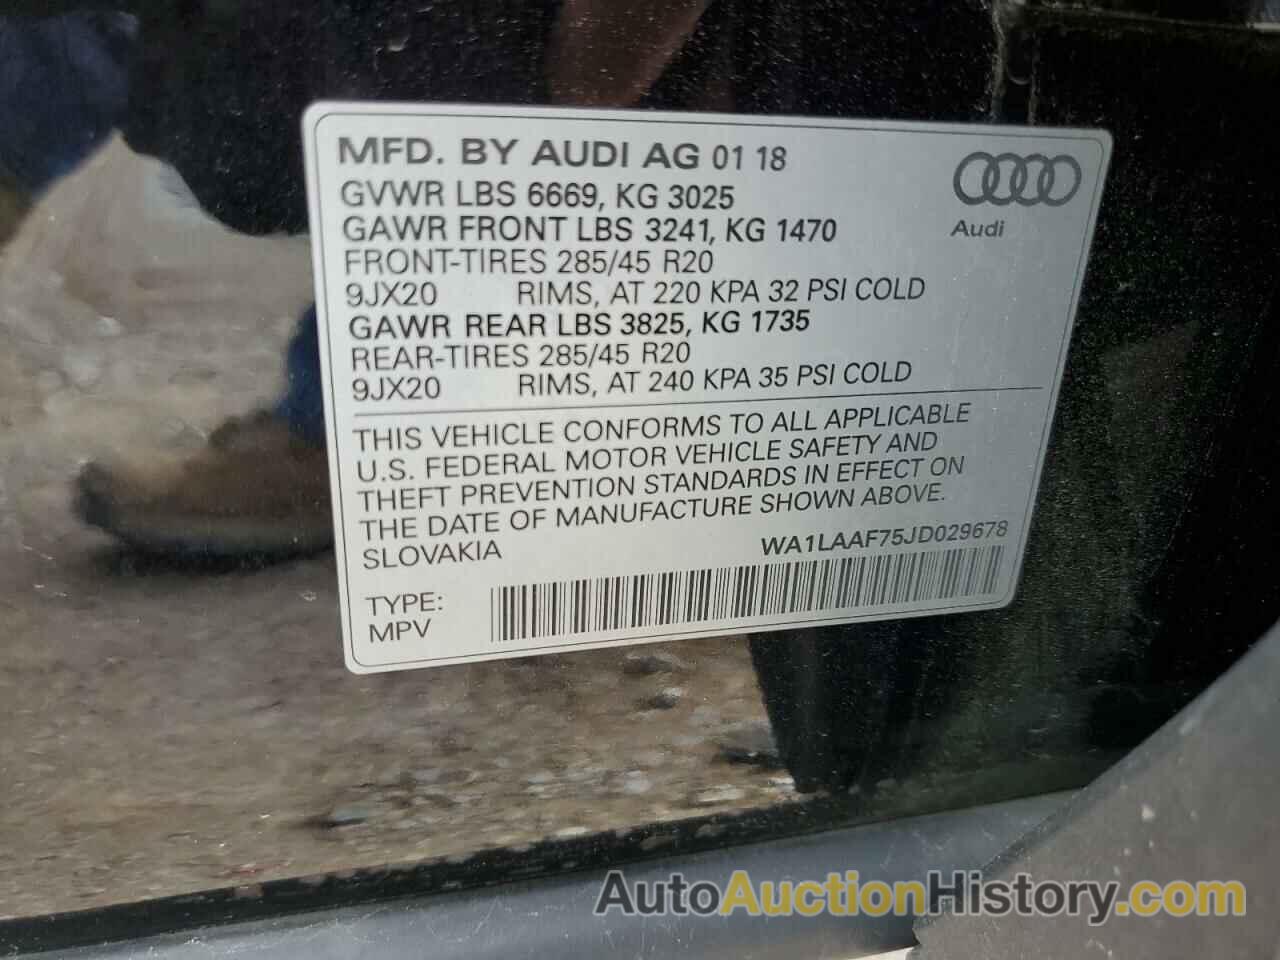 MFD. BY AUDI AG 01 18
GVWR LBS 6669, KG 3025
GAWR FRONT LBS 3241, KG 1470
FRONT-TIRES 285/45 R20
9JX20 RIMS, AT 220 KPA 32 PSI COLD
GAWR REAR LBS 3825, KG 1735
REAR-TIRES 285/45 R20
9JX20 RIMS, AT 240 KPA 35 PSI COLD
Audi
THIS VEHICLE CONFORMS TO ALL APPLICABLE
U.S. FEDERAL MOTOR VEHICLE SAFETY AND
THEFT PREVENTION STANDARDS IN EFFECT ON
THE DATE OF MANUFACTURE SHOWN ABOVE.
SLOVAKIA WA1LAAF75JD029678
TYPE:
MPV
AutoAuctionHistory.com